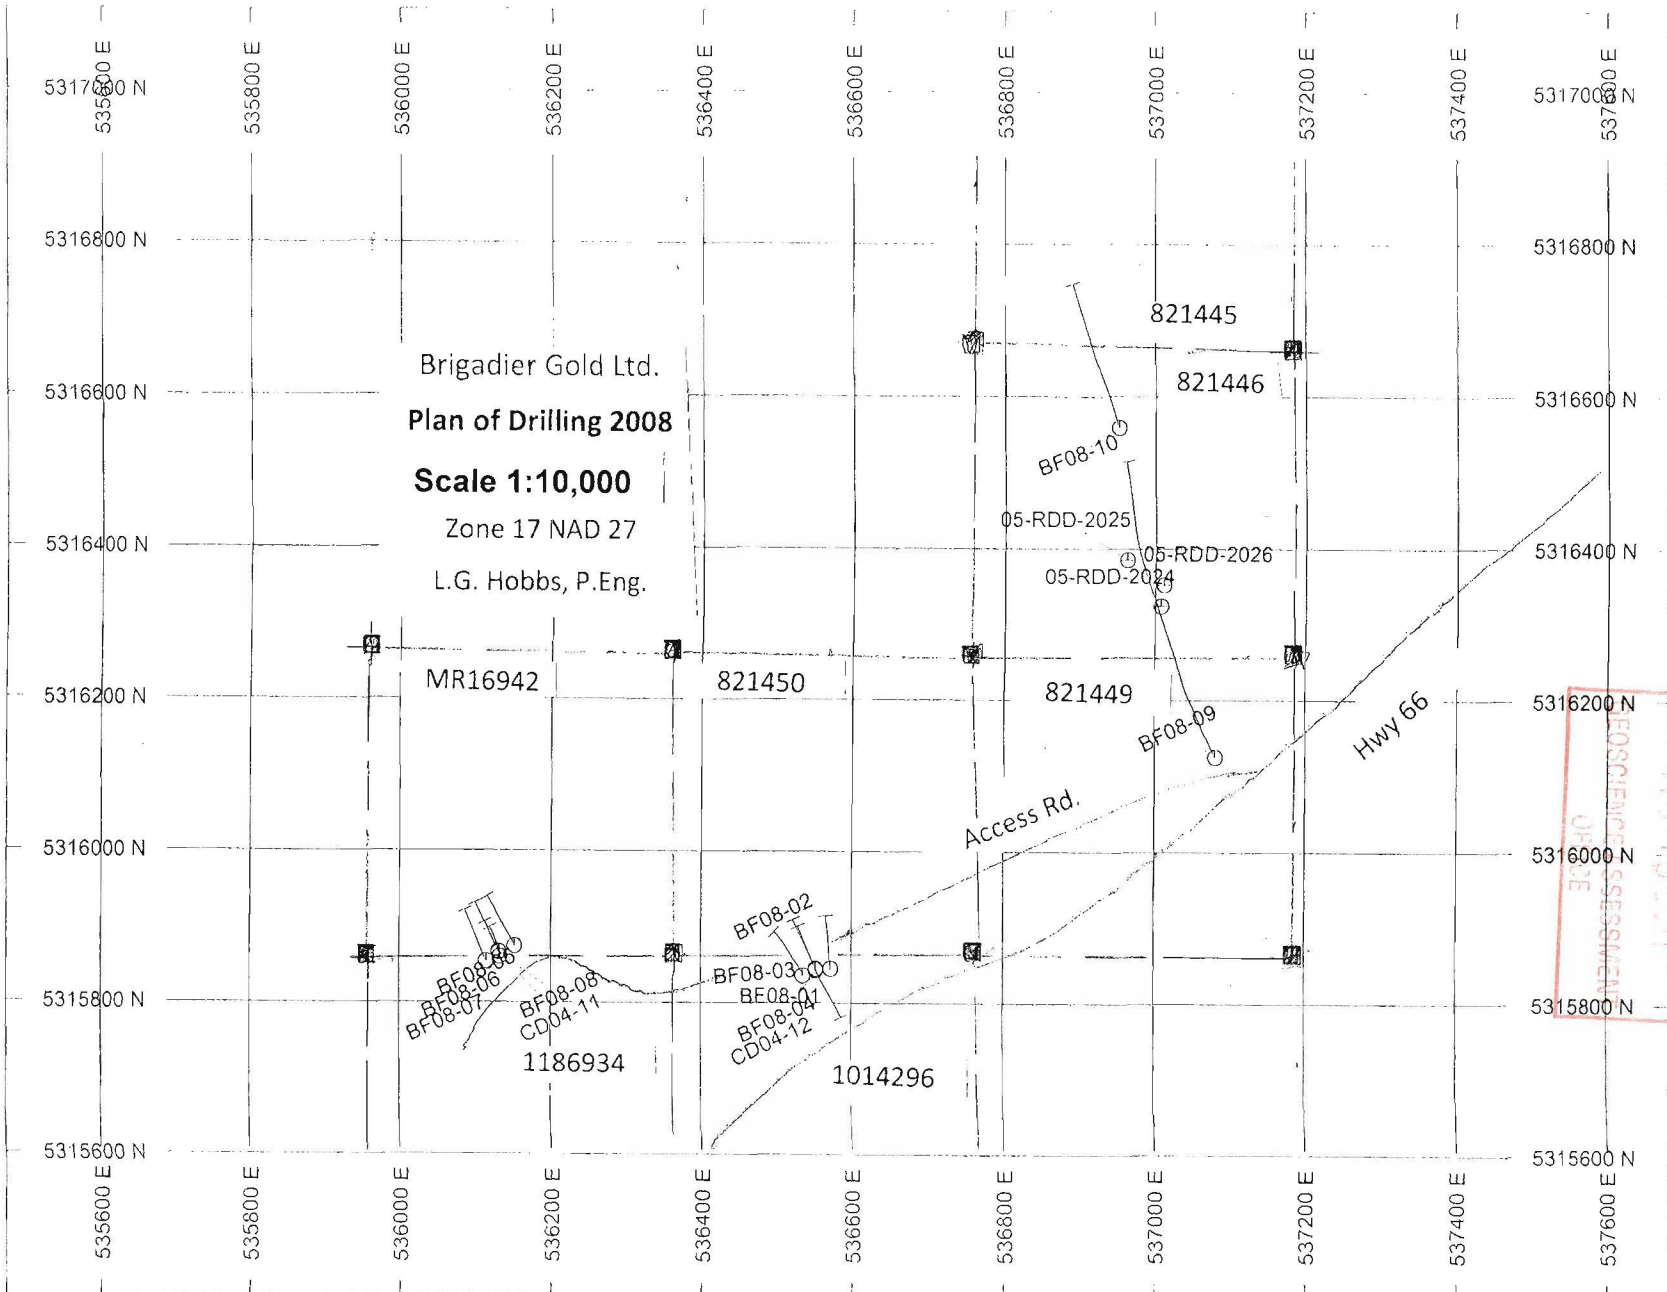 535600 E
535800 E
536000 E
536200 E
536400 E
536600 E
536800 E
537000 E
537200 E
537400 E
537600 E
5317000 N
5317000 N
5316800 N
5316800 N
821445
Brigadier Gold Ltd.
821446
5316600 N
5316600 N
Plan of Drilling 2008
BF08-10
Scale 1:10,000
05-RDD-2025
Zone 17 NAD 27
5316400 N
5316400 N
05-RDD-2026
05-RDD-2024
L.G. Hobbs, P.Eng.
MR16942
821450
821449
5316200 N
5316200 N
BF08-09
Hwy 66
Access Rd.
5316000 N
5316000 N
GEOSCIENCE ASSESSMENT
OFFICE
BF08-02
BF08-03
BF08-01
BF08-04
CD04-12
BF08-05
BF08-06
BF08-07
BF08-08
CD04-11
5315800 N
5315800 N
1186934
1014296
5315600 N
5315600 N
535600 E
535800 E
536000 E
536200 E
536400 E
536600 E
536800 E
537000 E
537200 E
537400 E
537600 E